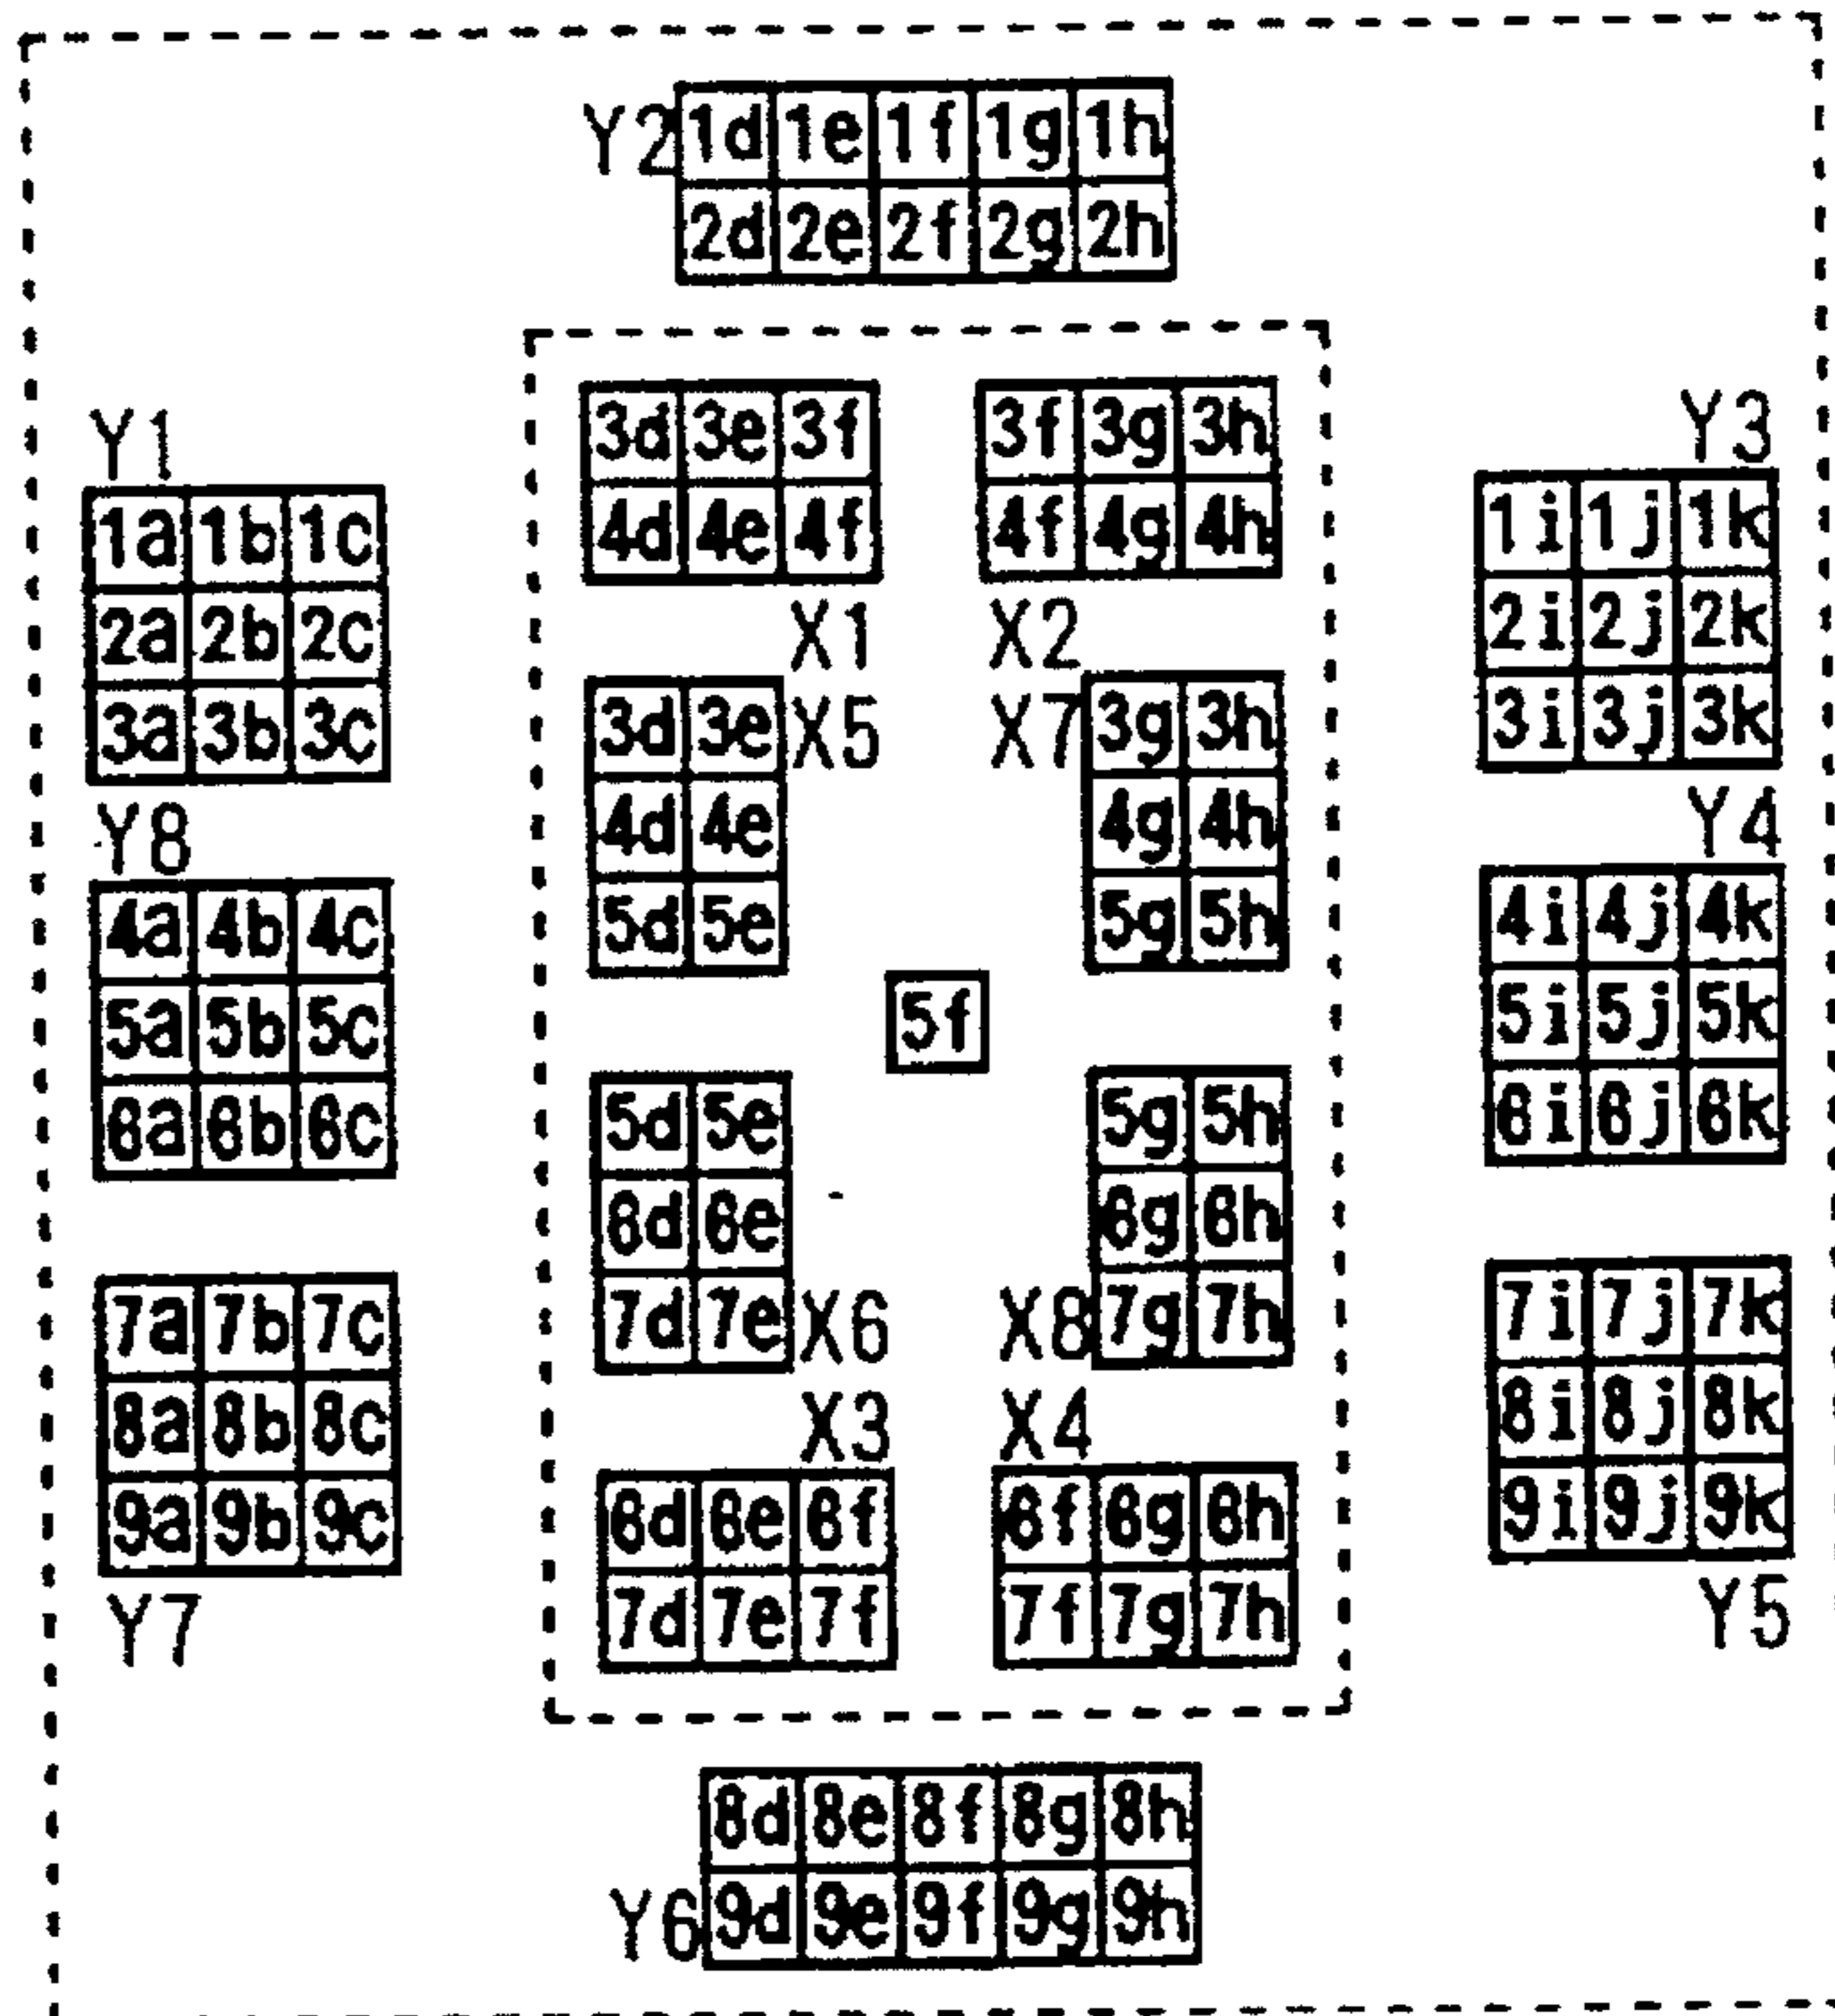 Y2 1d 1e 1f 1g 1h
2d 2e 2f 2g 2h
Y1
1a 1b 1c
2a 2b 2c
3a 3b 3c
Y8
4a 4b 4c
5a 5b 5c
6a 6b 6c
7a 7b 7c
8a 8b 8c
9a 9b 9c
Y7
3d 3e 3f
4d 4e 4f
X1
3f 3g 3h
4f 4g 4h
X2
3d 3e X5
4d 4e
5d 5e
X7 3g 3h
4g 4h
5g 5h
5f
5d 5e
6d 6e
7d 7e X6
5g 5h
6g 6h
X8 7g 7h
X3
6d 6e 6f
7d 7e 7f
X4
6f 6g 6h
7f 7g 7h
Y3
1i 1j 1k
2i 2j 2k
3i 3j 3k
Y4
4i 4j 4k
5i 5j 5k
6i 6j 6k
7i 7j 7k
8i 8j 8k
9i 9j 9k
Y5
8d 8e 8f 8g 8h
Y6 9d 9e 9f 9g 9h